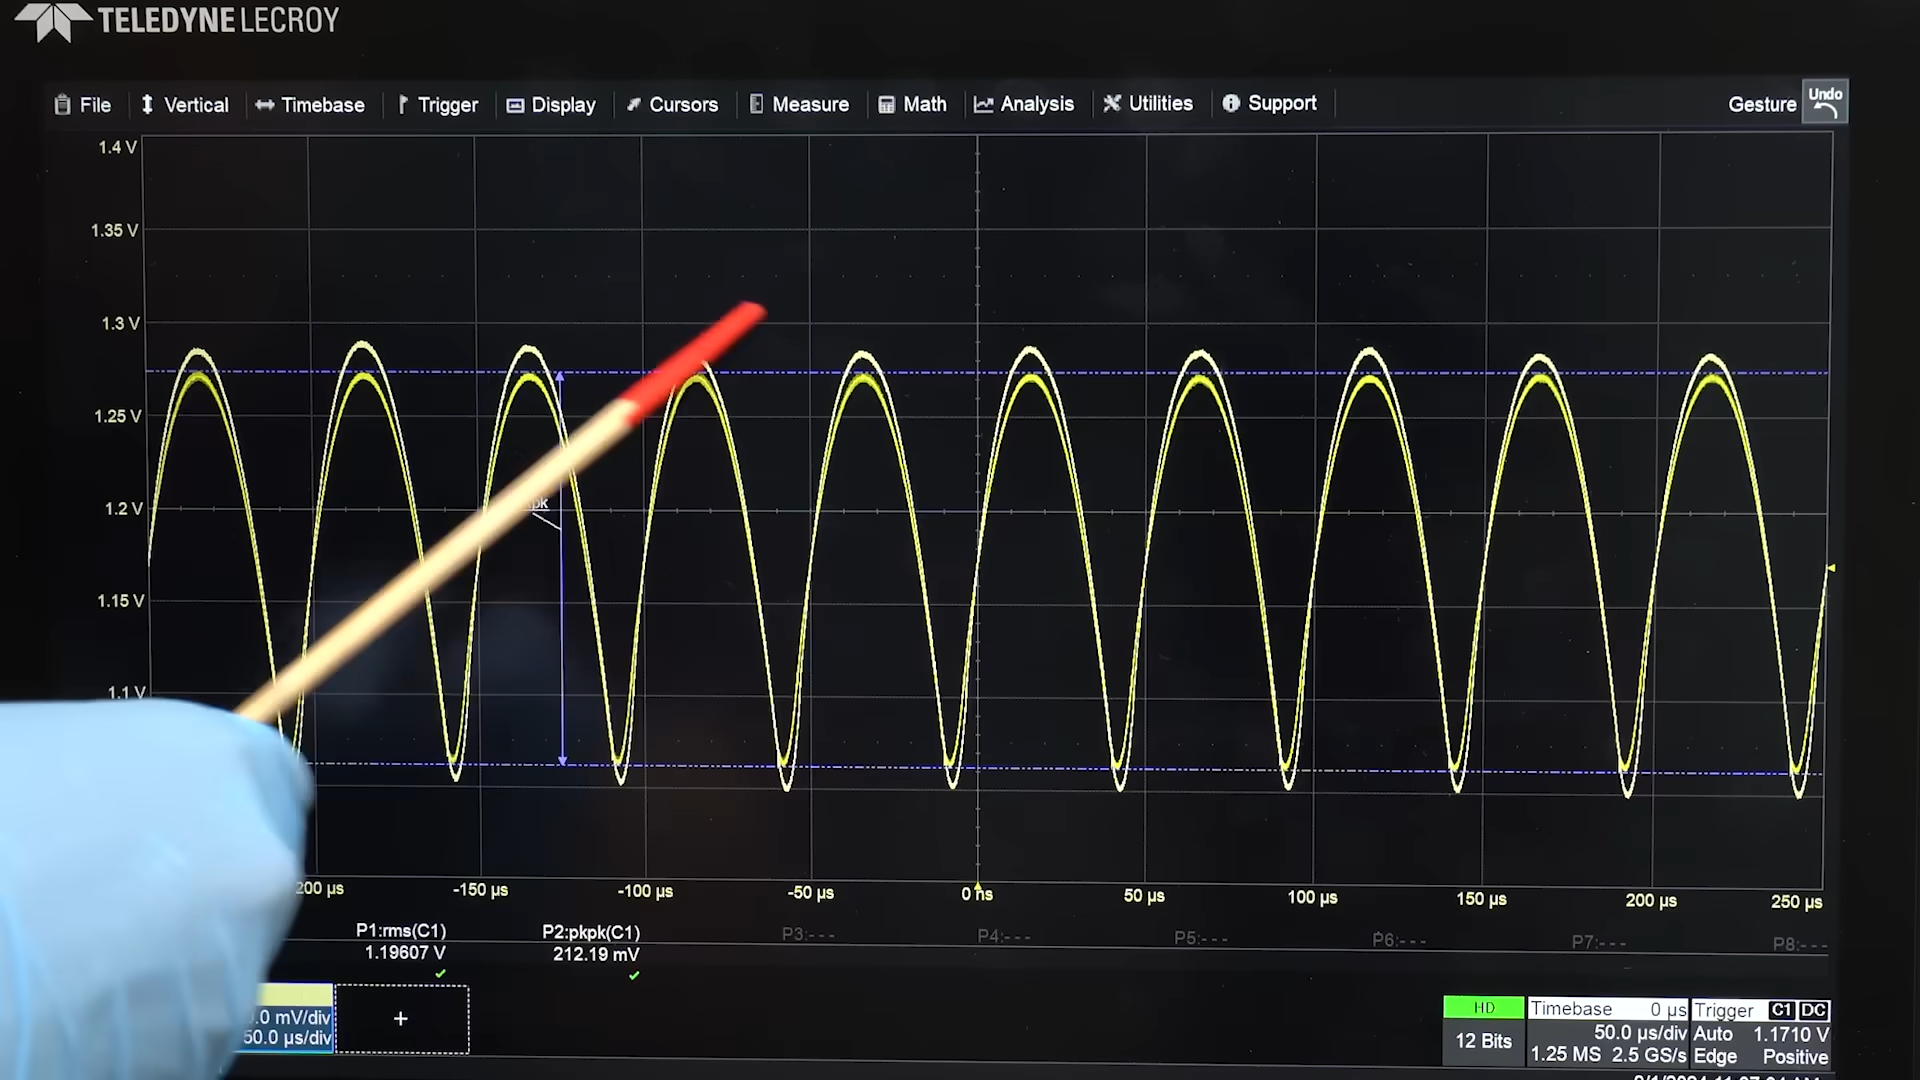 TELEDYNE LECROY
File Vertical Timebase Trigger Display Cursors Measure Math Analysis Utilities Support Gesture Undo
1.4 V
1.35 V
1.3 V
1.25 V
1.2 V
1.15 V
1.1 V
pk
200 µs -150 µs -100 µs -50 µs 0 ns 50 µs 100 µs 150 µs 200 µs 250 µs
P1:rms(C1) P2:pkpk(C1) P3:--- P4:--- P5:--- P6:--- P7:--- P8:---
1.19607 V 212.19 mV
.0 mV/div
50.0 µs/div
+
HD
12 Bits
Timebase 0 µs
50.0 µs/div
1.25 MS 2.5 GS/s
Trigger C1 DC
Auto 1.1710 V
Edge Positive